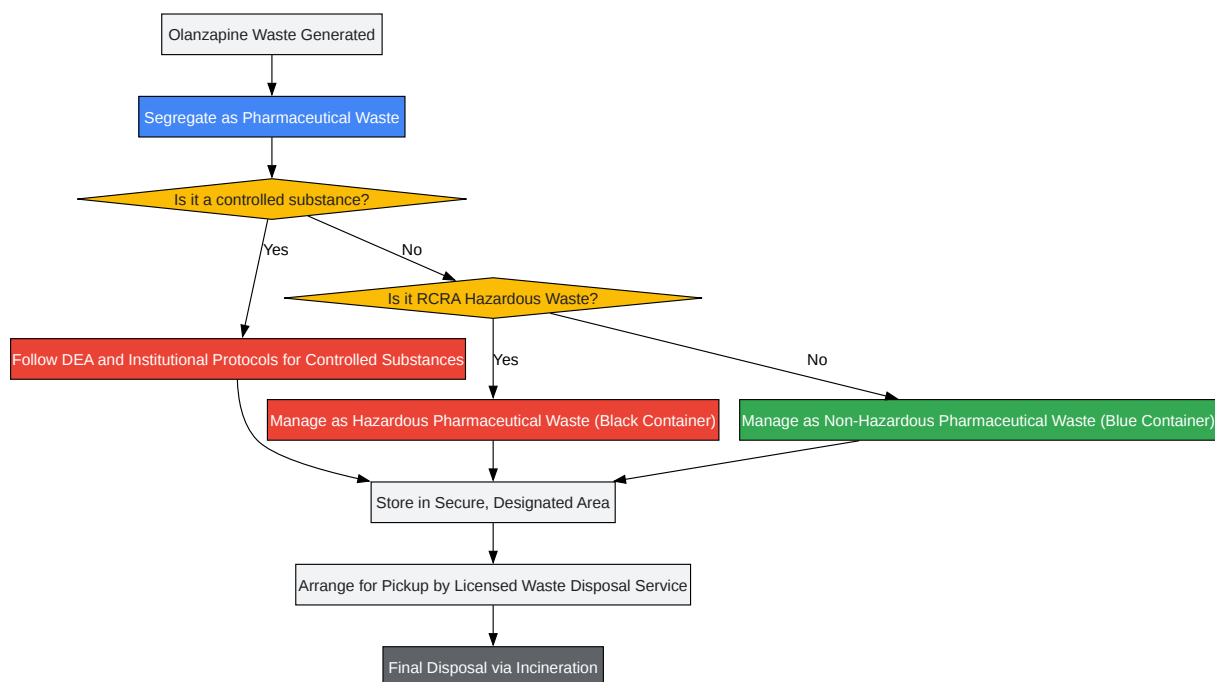 Olanzapine Waste Generated
Segregate as Pharmaceutical Waste
Is it a controlled substance?
Yes
No
Is it RCRA Hazardous Waste?
Follow DEA and Institutional Protocols for Controlled Substances
Yes
No
Manage as Hazardous Pharmaceutical Waste (Black Container)
Manage as Non-Hazardous Pharmaceutical Waste (Blue Container)
Store in Secure, Designated Area
Arrange for Pickup by Licensed Waste Disposal Service
Final Disposal via Incineration